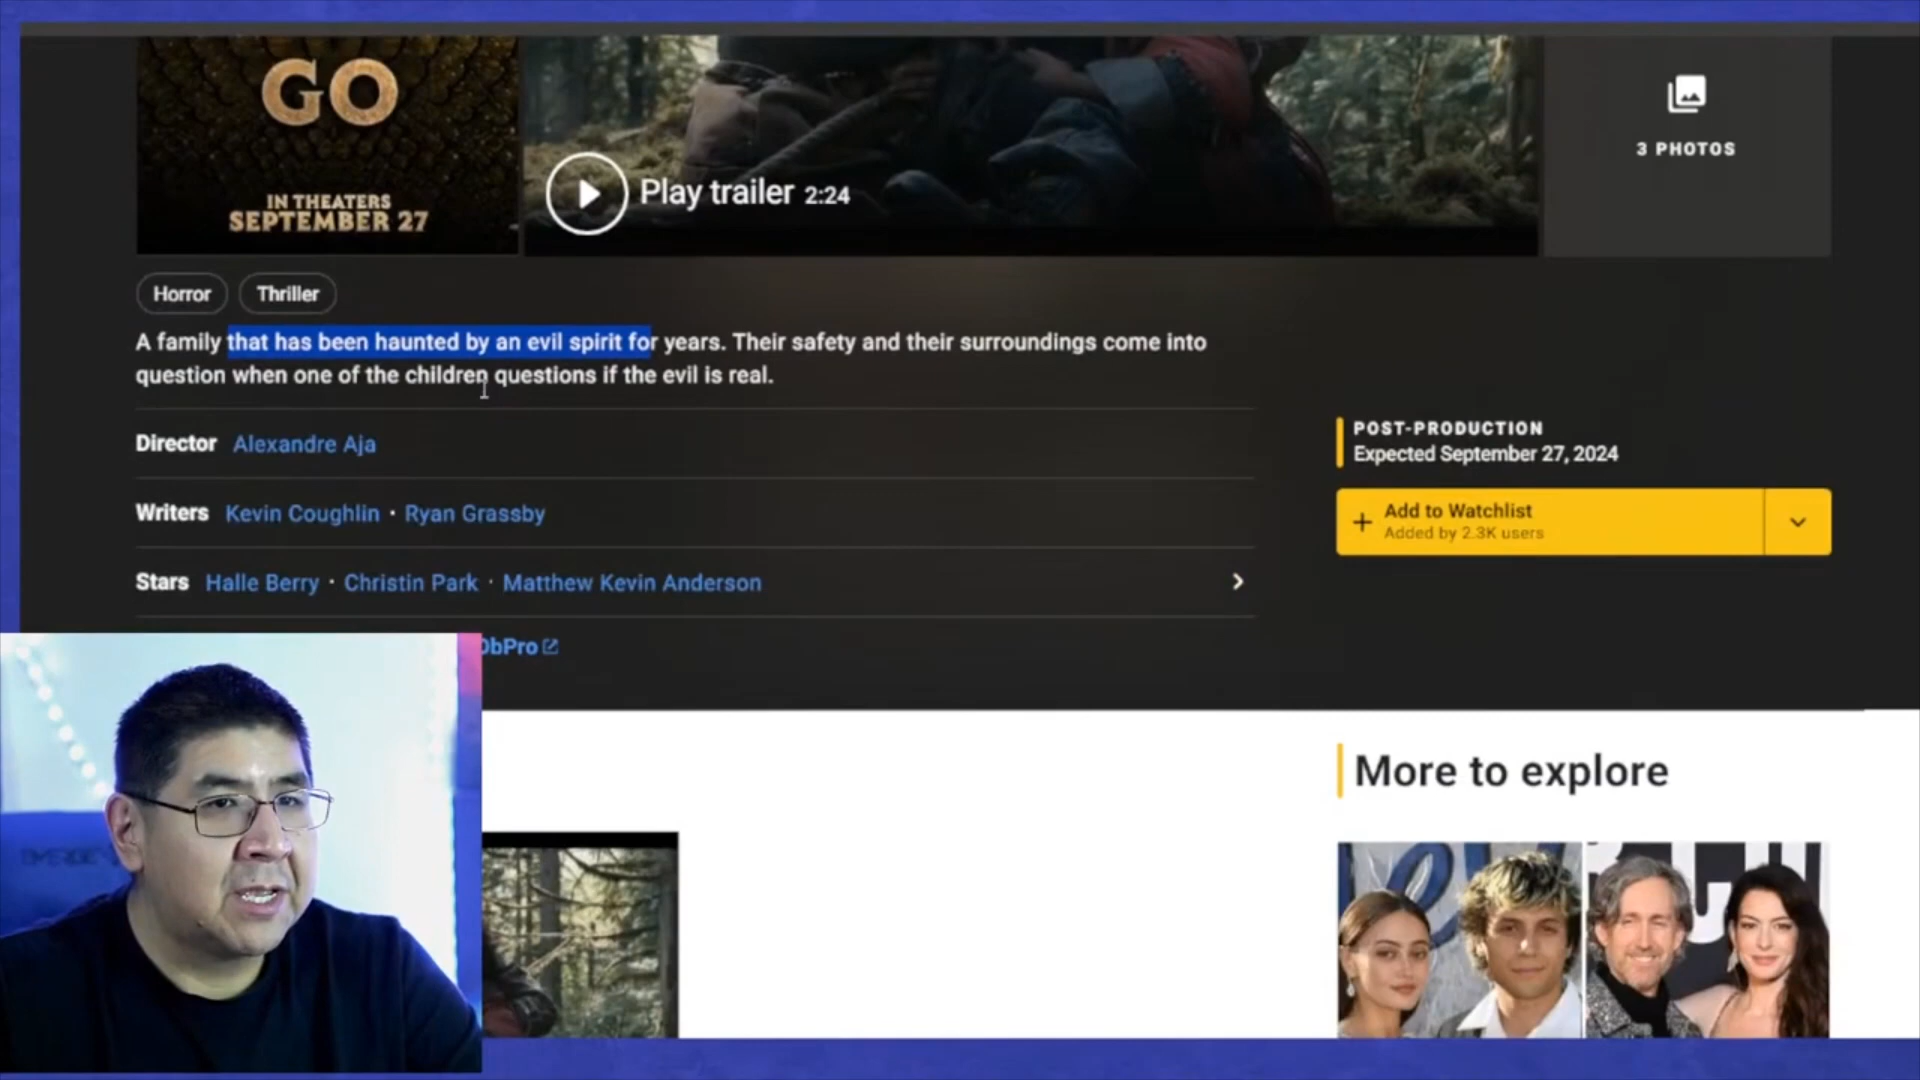 GO
IN THEATERS
SEPTEMBER 27
Play trailer 2:24
3 PHOTOS
Horror
Thriller
A family that has been haunted by an evil spirit for years. Their safety and their surroundings come into
question when one of the children questions if the evil is real.
Director Alexandre Aja
Writers Kevin Coughlin · Ryan Grassby
Stars Halle Berry · Christin Park · Matthew Kevin Anderson
POST-PRODUCTION
Expected September 27, 2024
Add to Watchlist
Added by 2.3K users
DbPro
More to explore